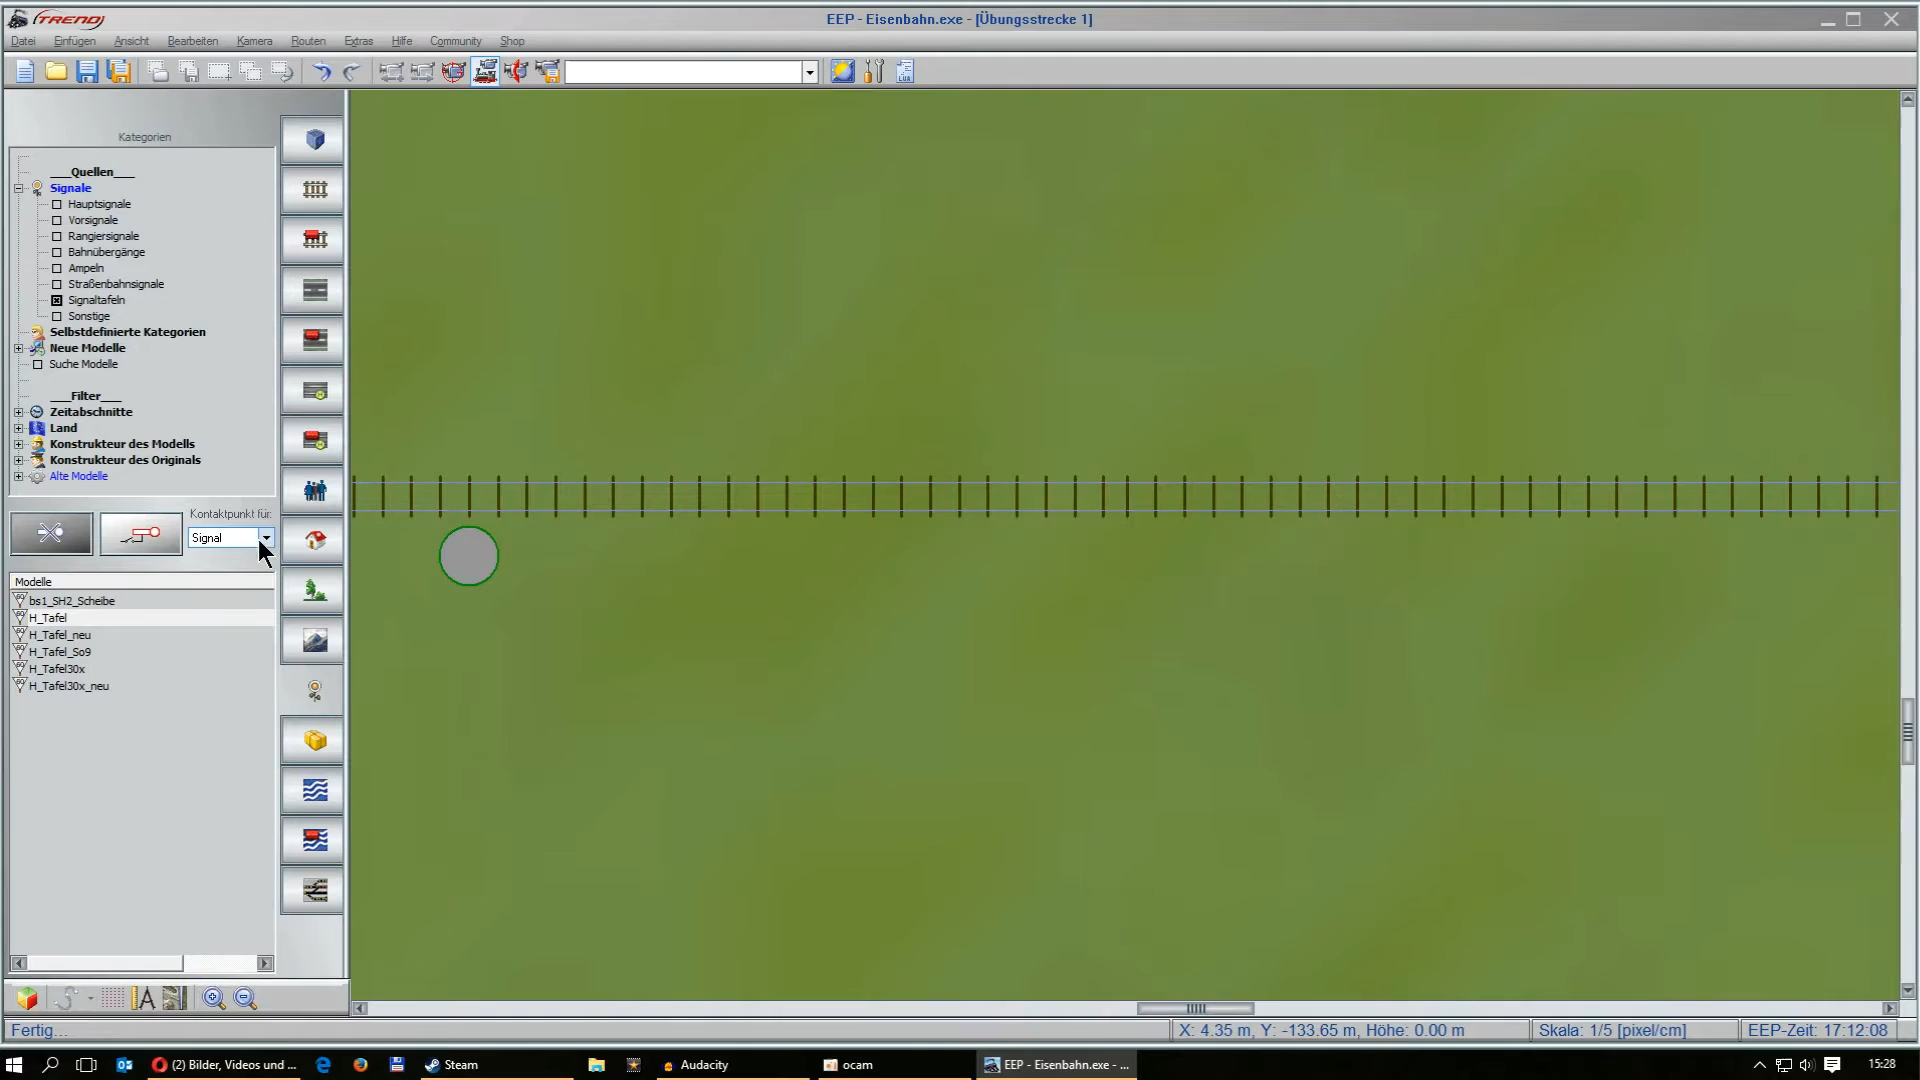 TREND
EEP - Eisenbahn.exe - [Übungsstrecke 1]
Datei Einfügen Ansicht Bearbeiten Kamera Routen Extras Hilfe Community Shop
LUA
Kategorien
___Quellen___
Signale
Hauptsignale
Vorsignale
Rangiersignale
Bahnübergänge
Ampeln
Straßenbahnsignale
Signaltafeln
Sonstige
Selbstdefinierte Kategorien
Neue Modelle
Suche Modelle
___Filter___
Zeitabschnitte
Land
Konstrukteur des Modells
Konstrukteur des Originals
Alte Modelle
Kontaktpunkt für:
Signal
Modelle
bs1_SH2_Scheibe
H_Tafel
H_Tafel_neu
H_Tafel_So9
H_Tafel30x
H_Tafel30x_neu
Fertig...
X: 4.35 m, Y: -133.65 m, Höhe: 0.00 m
Skala: 1/5 [pixel/cm]
EEP-Zeit: 17:12:08
(2) Bilder, Videos und ...
Steam
Audacity
ocam
EEP - Eisenbahn.exe - ...
15:28